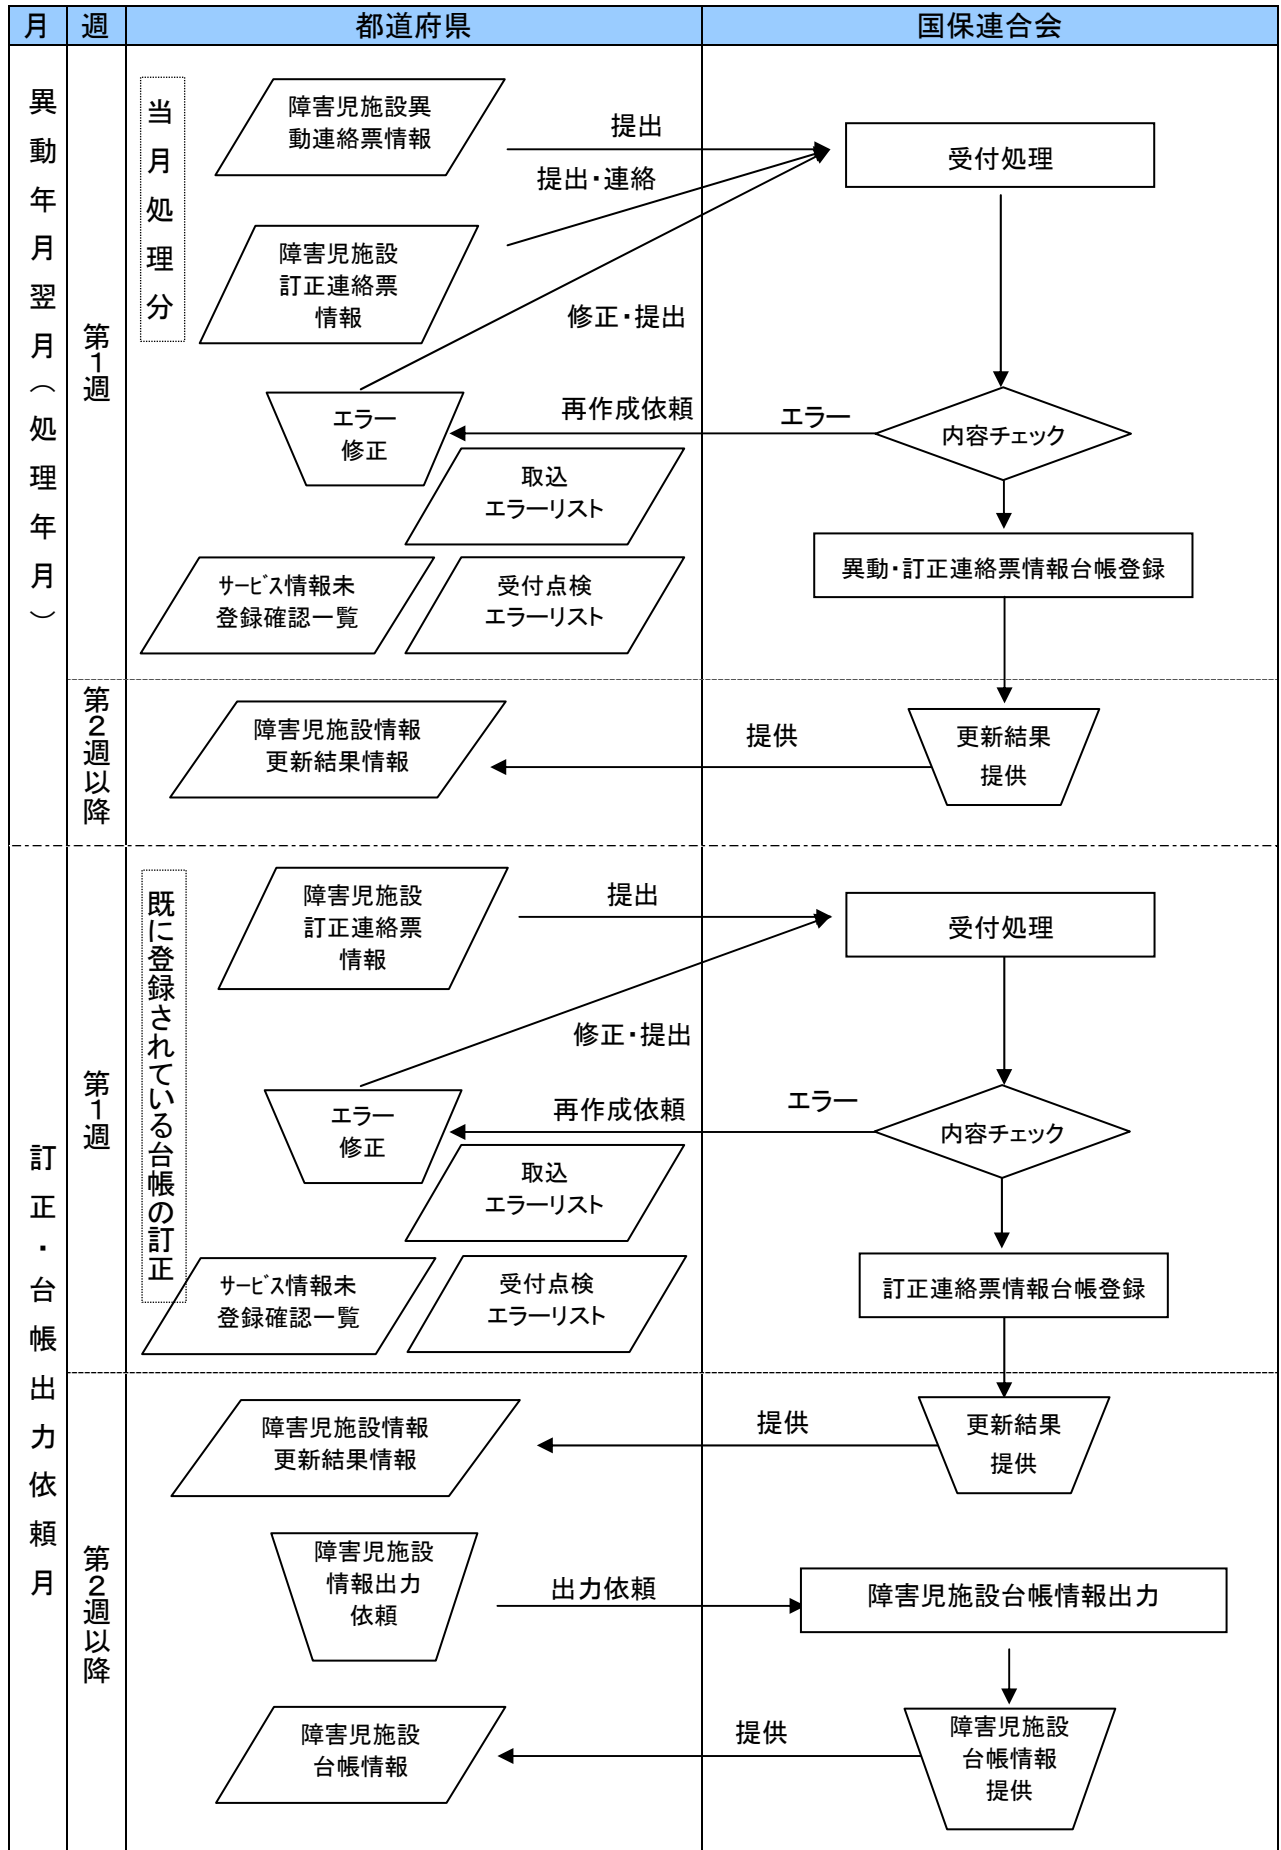 月
週
都道府県
国保連合会
異動年月翌月（処理年月）
第1週
当月処理分
障害児施設異
動連絡票情報
提出
受付処理
提出・連絡
障害児施設
訂正連絡票
情報
修正・提出
エラー
修正
再作成依頼
エラー
内容チェック
取込
エラーリスト
サービス情報未
登録確認一覧
受付点検
エラーリスト
異動・訂正連絡票情報台帳登録
第2週以降
障害児施設情報
更新結果情報
提供
更新結果
提供
訂正・台帳出力依頼月
第1週
既に登録されている台帳の訂正
障害児施設
訂正連絡票
情報
提出
受付処理
修正・提出
エラー
修正
再作成依頼
エラー
内容チェック
取込
エラーリスト
サービス情報未
登録確認一覧
受付点検
エラーリスト
訂正連絡票情報台帳登録
第2週以降
障害児施設情報
更新結果情報
提供
更新結果
提供
障害児施設
情報出力
依頼
出力依頼
障害児施設台帳情報出力
障害児施設
台帳情報
提供
障害児施設
台帳情報
提供